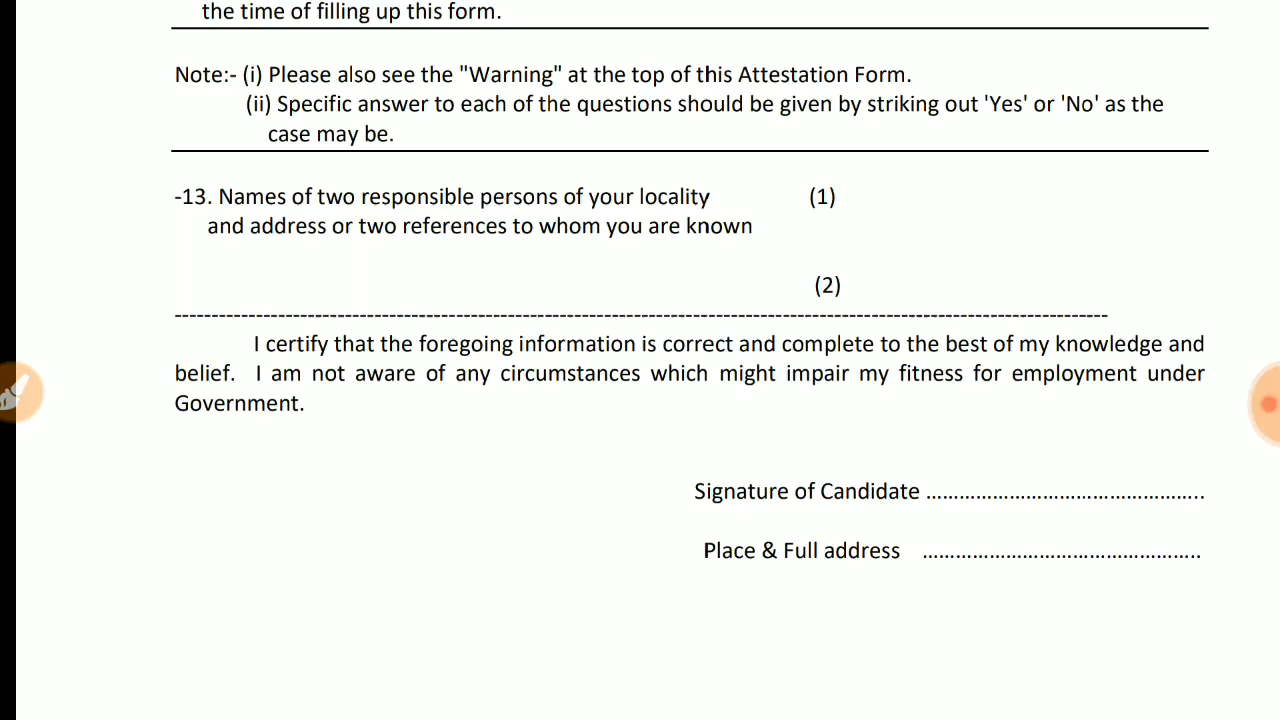 the time of filling up this form.
Note:- (i) Please also see the "Warning" at the top of this Attestation Form.
(ii) Specific answer to each of the questions should be given by striking out 'Yes' or 'No' as the
case may be.
-13. Names of two responsible persons of your locality (1)
and address or two references to whom you are known
(2)
I certify that the foregoing information is correct and complete to the best of my knowledge and
belief. I am not aware of any circumstances which might impair my fitness for employment under
Government.
Signature of Candidate ………………………………………..
Place & Full address ………………………………………..